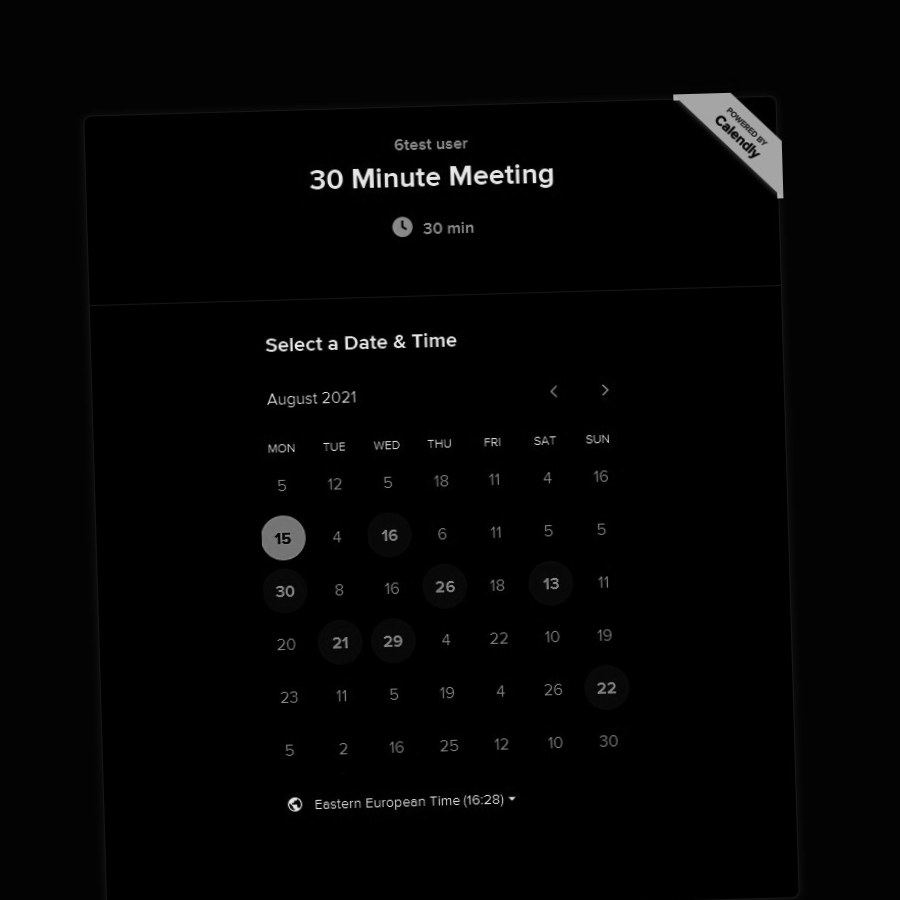 POWERED BY
Calendly
6test user
30 Minute Meeting
30 min
Select a Date & Time
August 2021
MON TUE WED THU FRI SAT SUN
5 12 5 18 11 4 16
15 4 16 6 11 5 5
30 8 16 26 18 13 11
20 21 29 4 22 10 19
23 11 5 19 4 26 22
5 2 16 25 12 10 30
Eastern European Time (16:28)